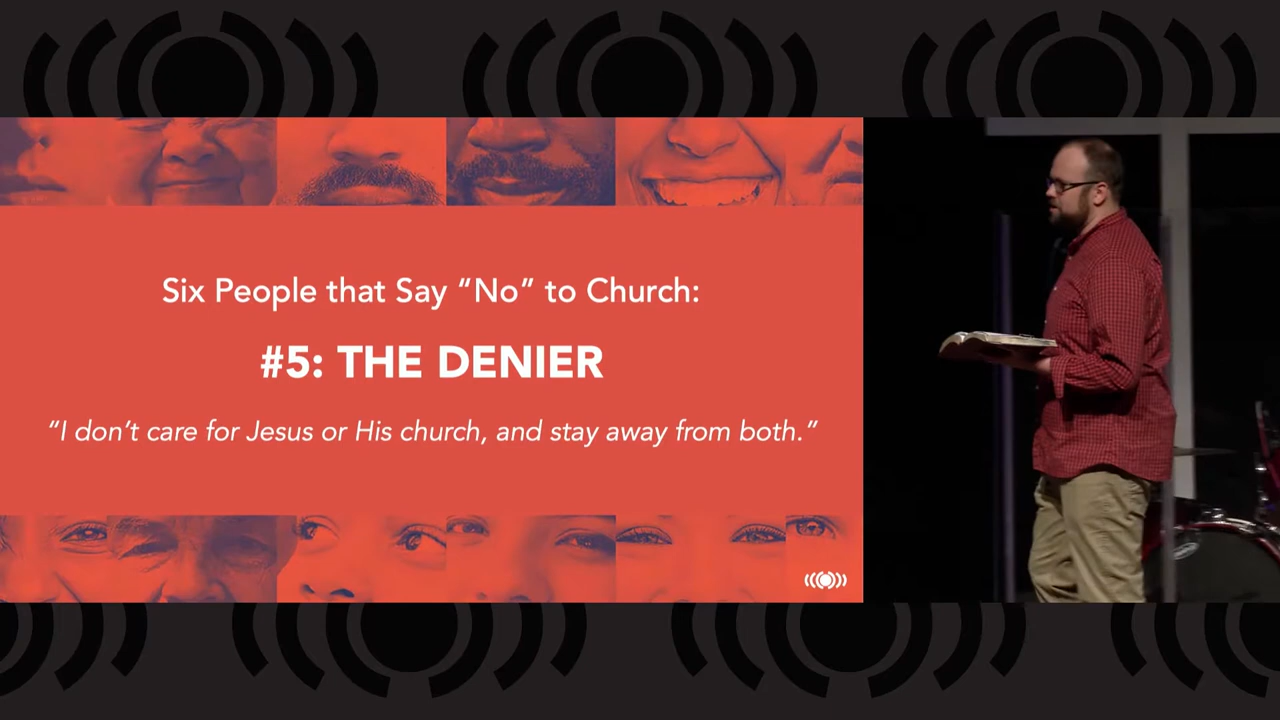 Six People that Say “No” to Church:
#5: THE DENIER
“I don’t care for Jesus or His church, and stay away from both.”